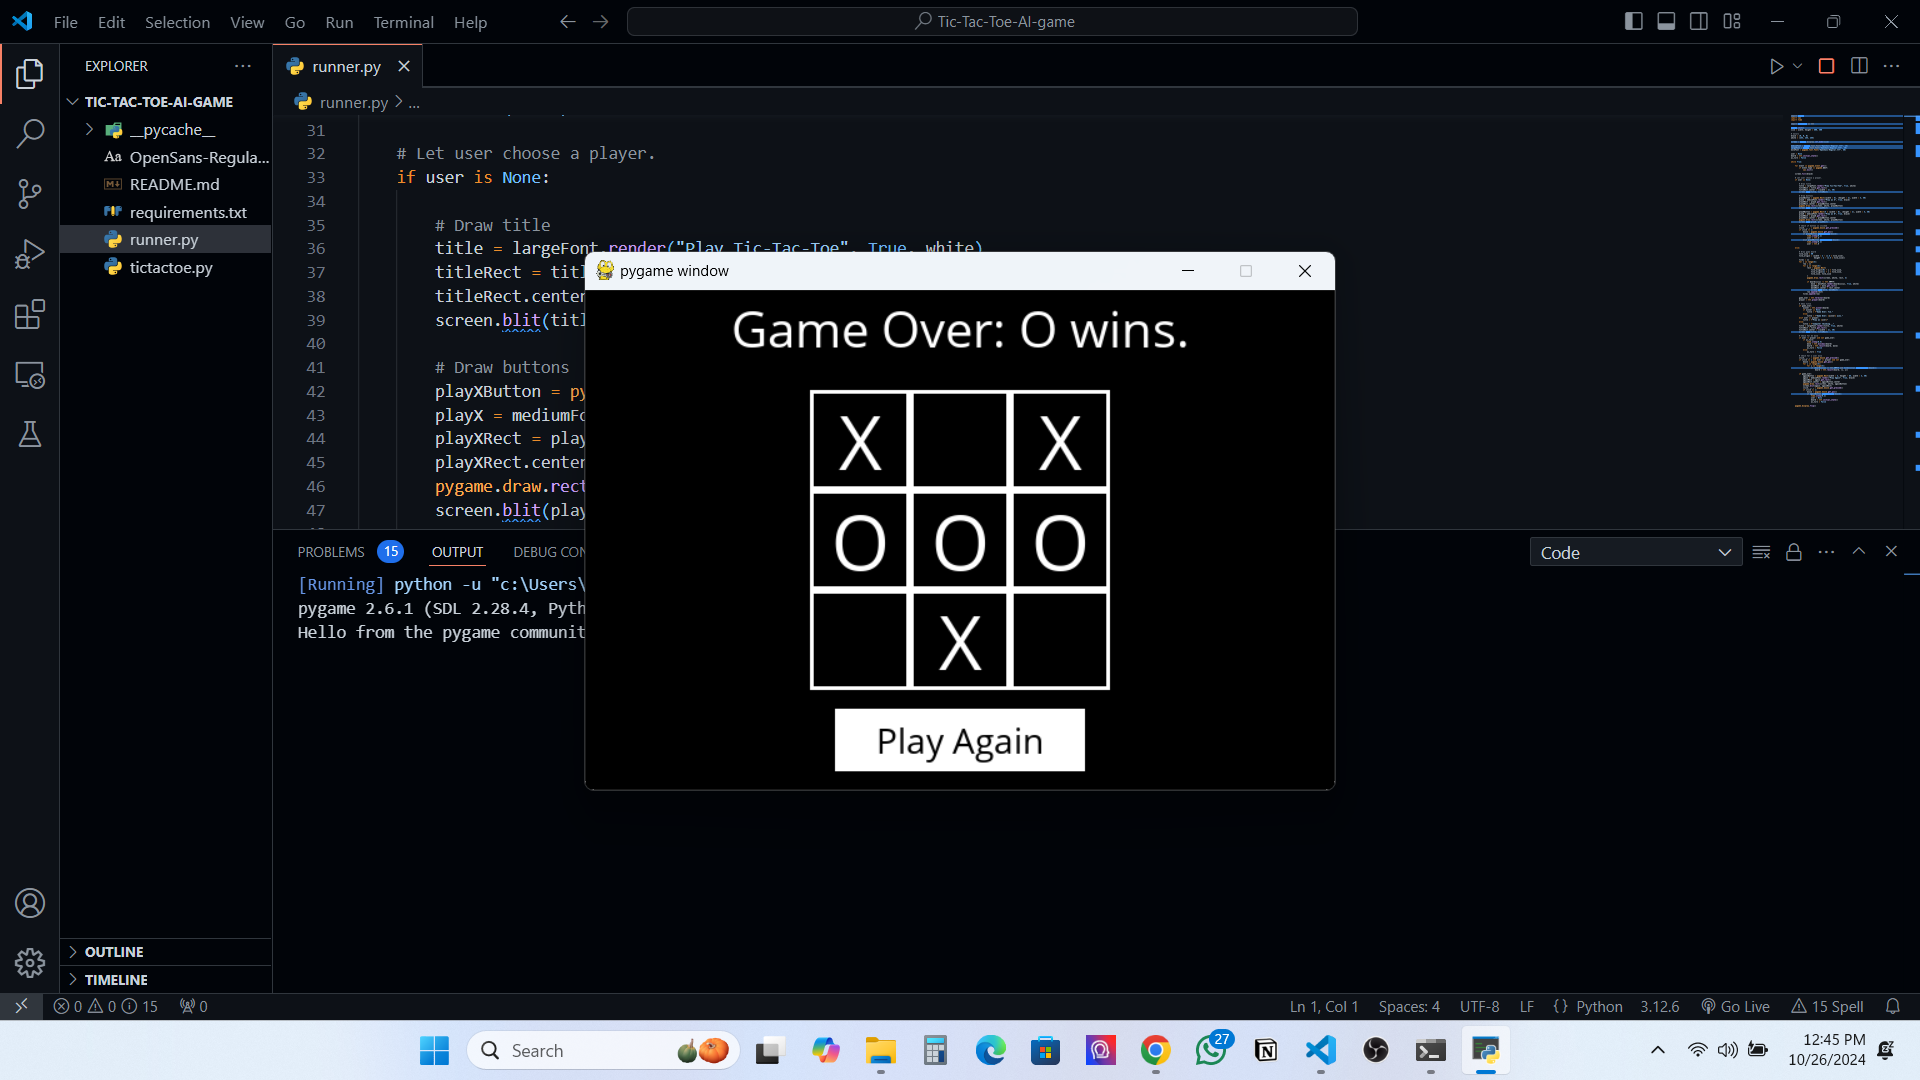 File Edit Selection View Go Run Terminal Help
Tic-Tac-Toe-AI-game
EXPLORER
TIC-TAC-TOE-AI-GAME
__pycache__
OpenSans-Regula...
README.md
requirements.txt
runner.py
tictactoe.py
OUTLINE
TIMELINE
runner.py
runner.py > ...
31
32 # Let user choose a player.
33 if user is None:
34
35 # Draw title
36 title = largeFont.render("Play Tic-Tac-Toe", True, white)
37 titleRect = titl
38 titleRect.center
39 screen.blit(titl
40
41 # Draw buttons
42 playXButton = py
43 playX = mediumFo
44 playXRect = play
45 playXRect.center
46 pygame.draw.rect
47 screen.blit(play
pygame window
Game Over: O wins.
X X
O O O
X
Play Again
PROBLEMS 15 OUTPUT DEBUG CON
Code
[Running] python -u "c:\Users\
pygame 2.6.1 (SDL 2.28.4, Pyth
Hello from the pygame communit
0 0 15 0
Ln 1, Col 1 Spaces: 4 UTF-8 LF {} Python 3.12.6 Go Live 15 Spell
Search
27
12:45 PM
10/26/2024